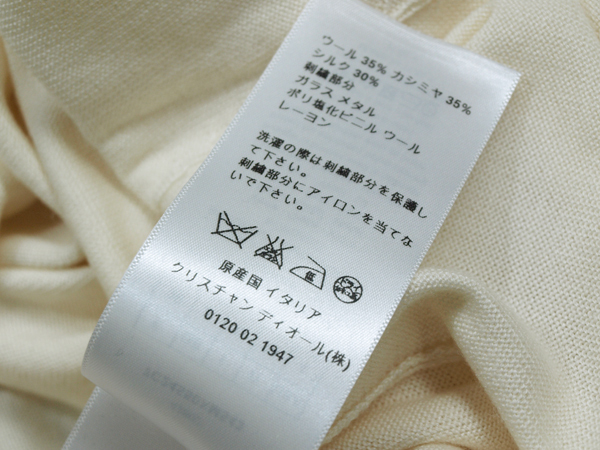 ウール 35% カシミヤ 35%
シルク 30%
刺繍部分
ガラス メタル
ポリ塩化ビニル ウール
レーヨン
洗濯の際は刺繍部分を保護し
て下さい。
刺繍部分にアイロンを当てな
いで下さい。
低
原産国 イタリア
クリスチャン ディオール(株)
0120 02 1947